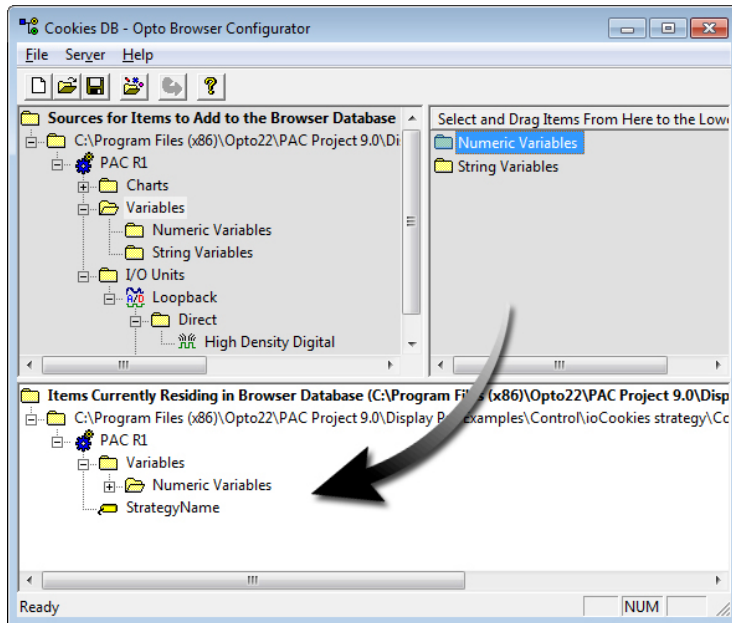 Cookies DB - Opto Browser Configurator
File Server Help
Sources for Items to Add to the Browser Database
C:\Program Files (x86)\Opto22\PAC Project 9.0\Di
PAC R1
Charts
Variables
Numeric Variables
String Variables
I/O Units
Loopback
Direct
High Density Digital
Select and Drag Items From Here to the Lowe
Numeric Variables
String Variables
Items Currently Residing in Browser Database (C:\Program Files (x86)\Opto22\PAC Project 9.0\Disp
C:\Program Files (x86)\Opto22\PAC Project 9.0\Display Examples\Control\ioCookies strategy\Cc
PAC R1
Variables
Numeric Variables
StrategyName
Ready
NUM